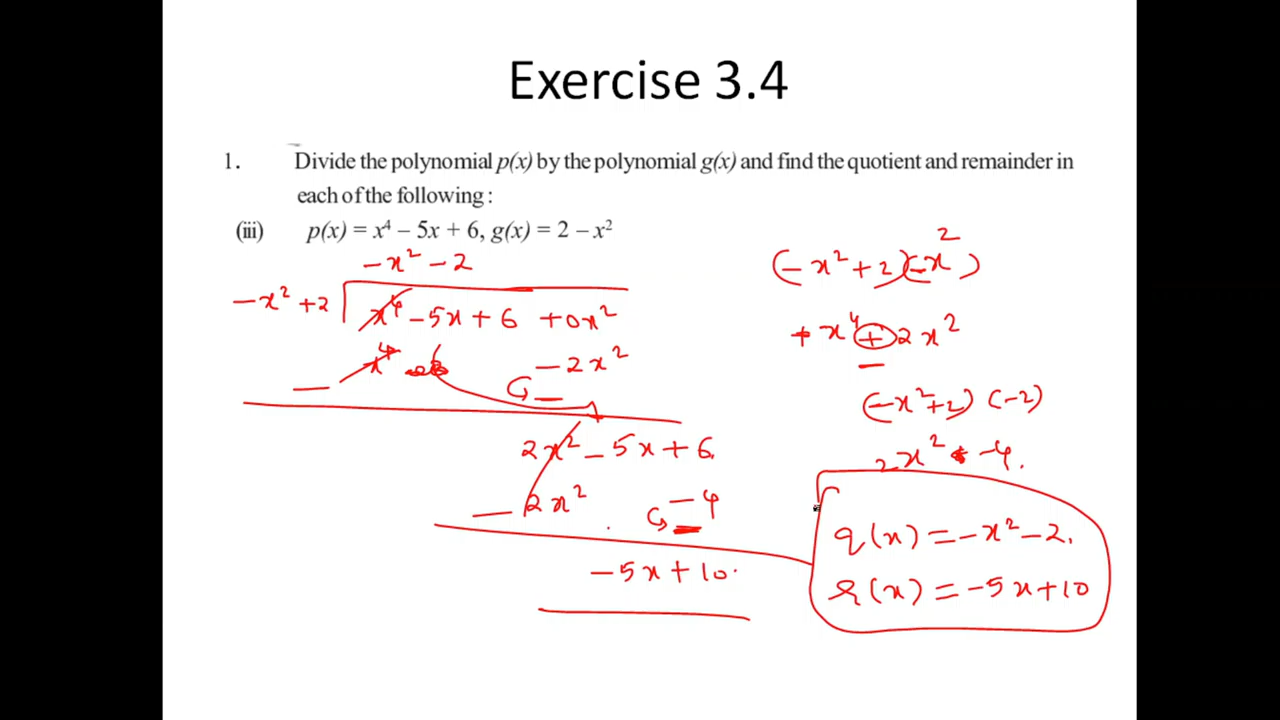 Exercise 3.4
1. Divide the polynomial p(x) by the polynomial g(x) and find the quotient and remainder in
each of the following :
(iii) p(x) = x⁴ – 5x + 6, g(x) = 2 – x²
-x² -2
-x² +2
x⁴ -5x + 6 +0x²
x⁴
-2x²
—
2x² - 5x + 6
— 2x²
-4
-5x + 10
(-x² +2)(-x²)
+x⁴ + 2x²
—
(-x²+2) (-2)
2x² -4.
q(x) = -x² -2.
r(x) = -5x+10